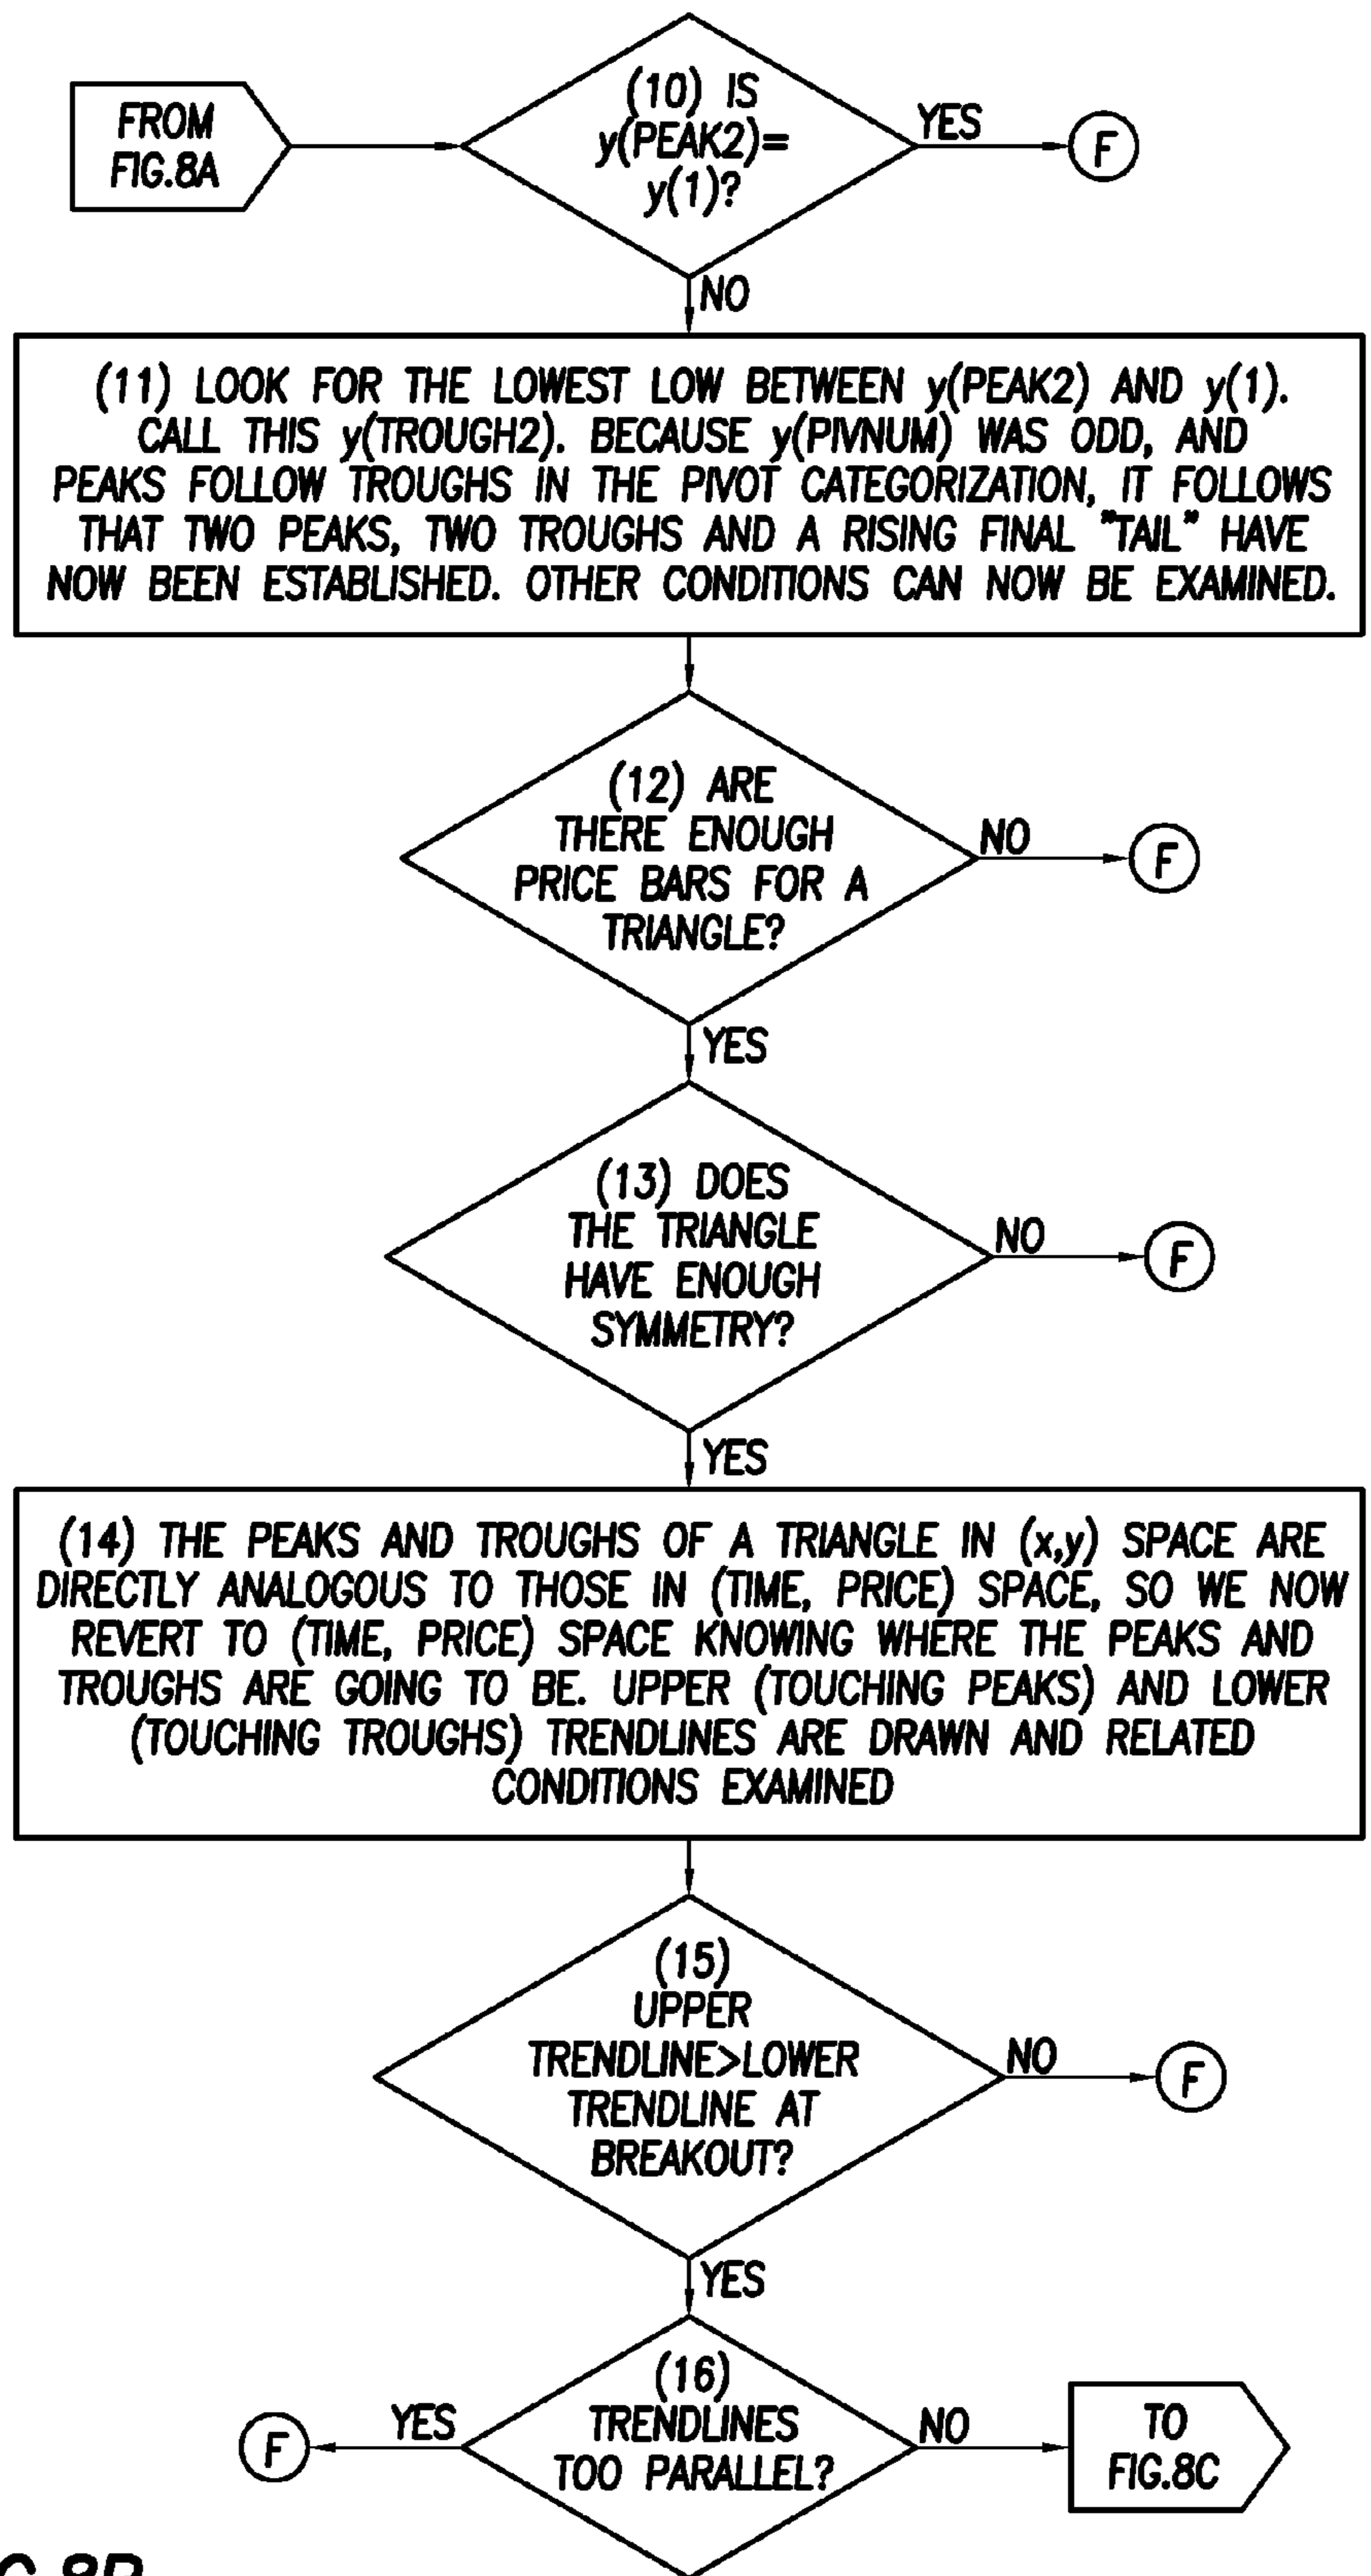 FROM
FIG.8A
(10) IS
y(PEAK2)=
y(1)?
YES
F
NO
(11) LOOK FOR THE LOWEST LOW BETWEEN y(PEAK2) AND y(1).
CALL THIS y(TROUGH2). BECAUSE y(PIVNUM) WAS ODD, AND
PEAKS FOLLOW TROUGHS IN THE PIVOT CATEGORIZATION, IT FOLLOWS
THAT TWO PEAKS, TWO TROUGHS AND A RISING FINAL "TAIL" HAVE
NOW BEEN ESTABLISHED. OTHER CONDITIONS CAN NOW BE EXAMINED.
(12) ARE
THERE ENOUGH
PRICE BARS FOR A
TRIANGLE?
NO
F
YES
(13) DOES
THE TRIANGLE
HAVE ENOUGH
SYMMETRY?
NO
F
YES
(14) THE PEAKS AND TROUGHS OF A TRIANGLE IN (x,y) SPACE ARE
DIRECTLY ANALOGOUS TO THOSE IN (TIME, PRICE) SPACE, SO WE NOW
REVERT TO (TIME, PRICE) SPACE KNOWING WHERE THE PEAKS AND
TROUGHS ARE GOING TO BE. UPPER (TOUCHING PEAKS) AND LOWER
(TOUCHING TROUGHS) TRENDLINES ARE DRAWN AND RELATED
CONDITIONS EXAMINED
(15)
UPPER
TRENDLINE>LOWER
TRENDLINE AT
BREAKOUT?
NO
F
YES
(16)
TRENDLINES
TOO PARALLEL?
YES
F
NO
TO
FIG.8C